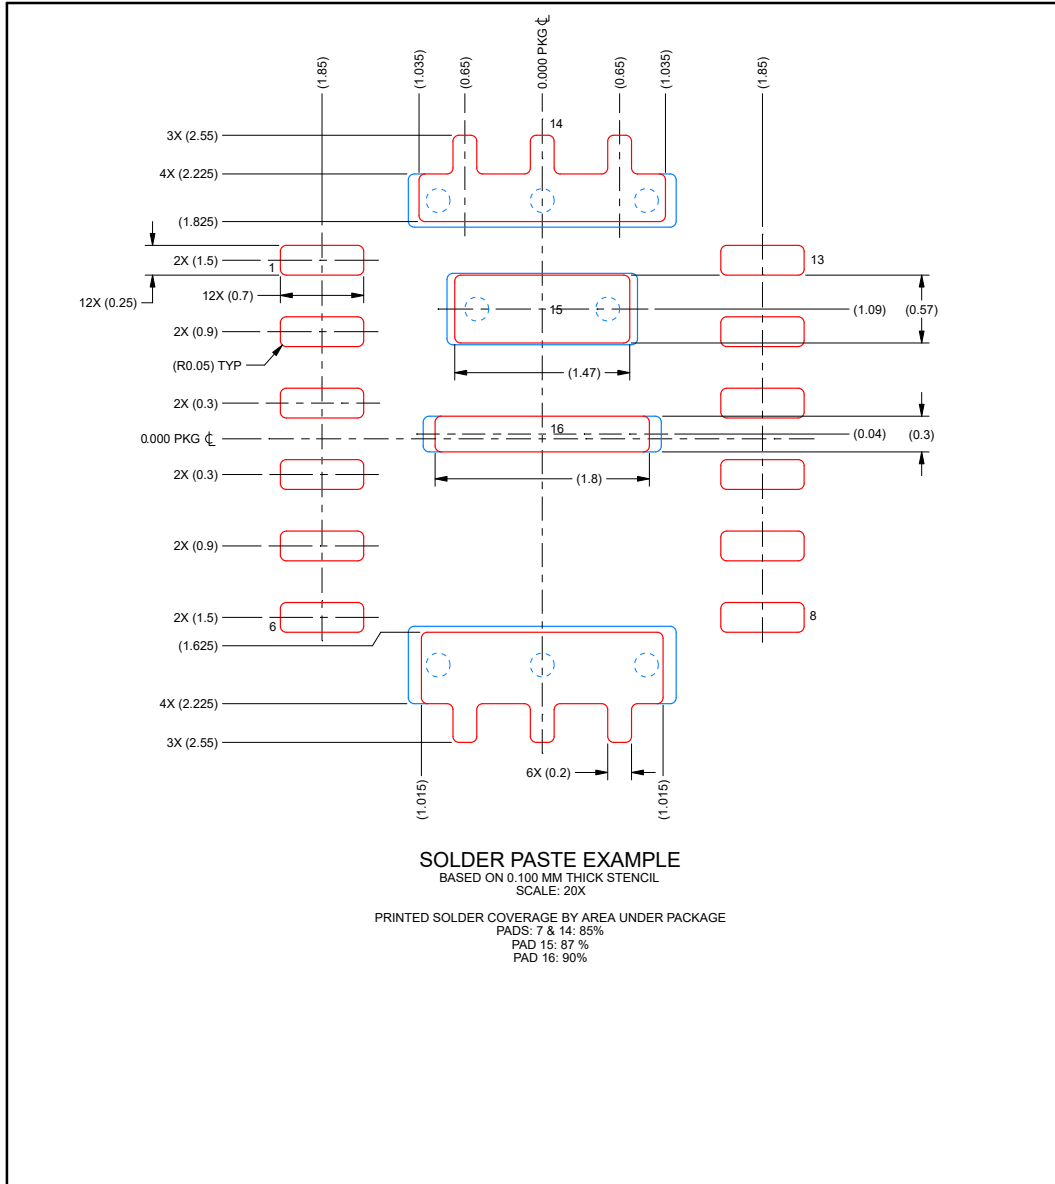 (1.85)
(1.035)
(0.65)
0.000 PKG ℄
(0.65)
(1.035)
(1.85)
3X (2.55)
14
4X (2.225)
(1.825)
2X (1.5)
1
13
12X (0.25)
12X (0.7)
15
(1.09)
(0.57)
2X (0.9)
(R0.05) TYP
(1.47)
2X (0.3)
16
0.000 PKG ℄
(0.04)
(0.3)
2X (0.3)
(1.8)
2X (0.9)
2X (1.5)
6
8
(1.625)
4X (2.225)
3X (2.55)
6X (0.2)
(1.015)
(1.015)
SOLDER PASTE EXAMPLE
BASED ON 0.100 MM THICK STENCIL
SCALE: 20X
PRINTED SOLDER COVERAGE BY AREA UNDER PACKAGE
PADS: 7 & 14: 85%
PAD 15: 87 %
PAD 16: 90%